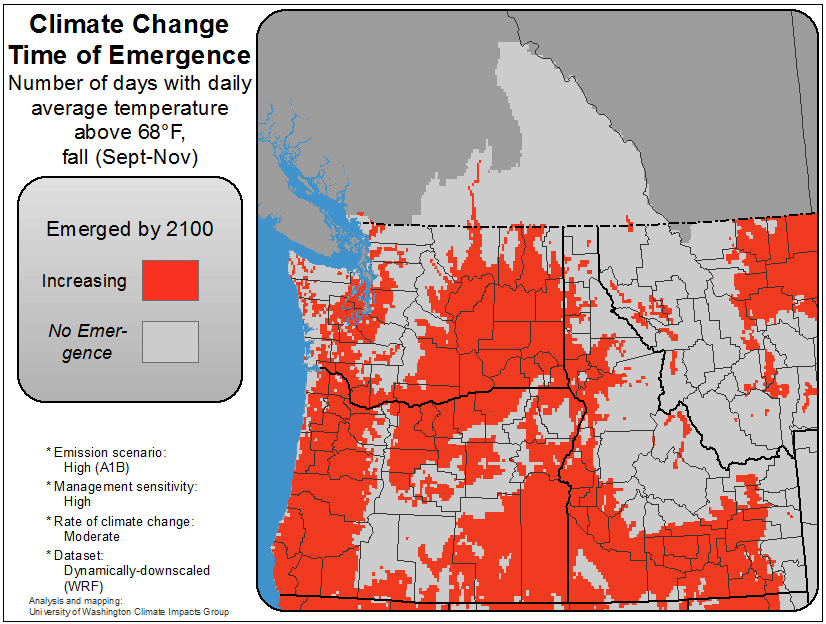 Climate Change
Time of Emergence
Number of days with daily
average temperature
above 68°F,
fall (Sept-Nov)
Emerged by 2100
Increasing
No Emer-
gence
* Emission scenario:
High (A1B)
* Management sensitivity:
High
* Rate of climate change:
Moderate
* Dataset:
Dynamically-downscaled
(WRF)
Analysis and mapping:
University of Washington Climate Impacts Group